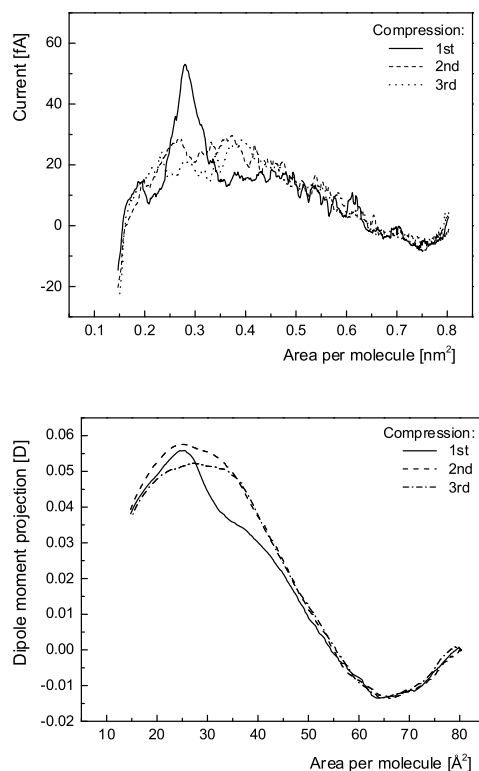 60
40
20
0
-20
Current [fA]
Compression:
1st
2nd
3rd
0.1 0.2 0.3 0.4 0.5 0.6 0.7 0.8
Area per molecule [nm²]
0.06
0.05
0.04
0.03
0.02
0.01
0.00
-0.01
-0.02
Dipole moment projection [D]
Compression:
1st
2nd
3rd
10 20 30 40 50 60 70 80
Area per molecule [Å²]